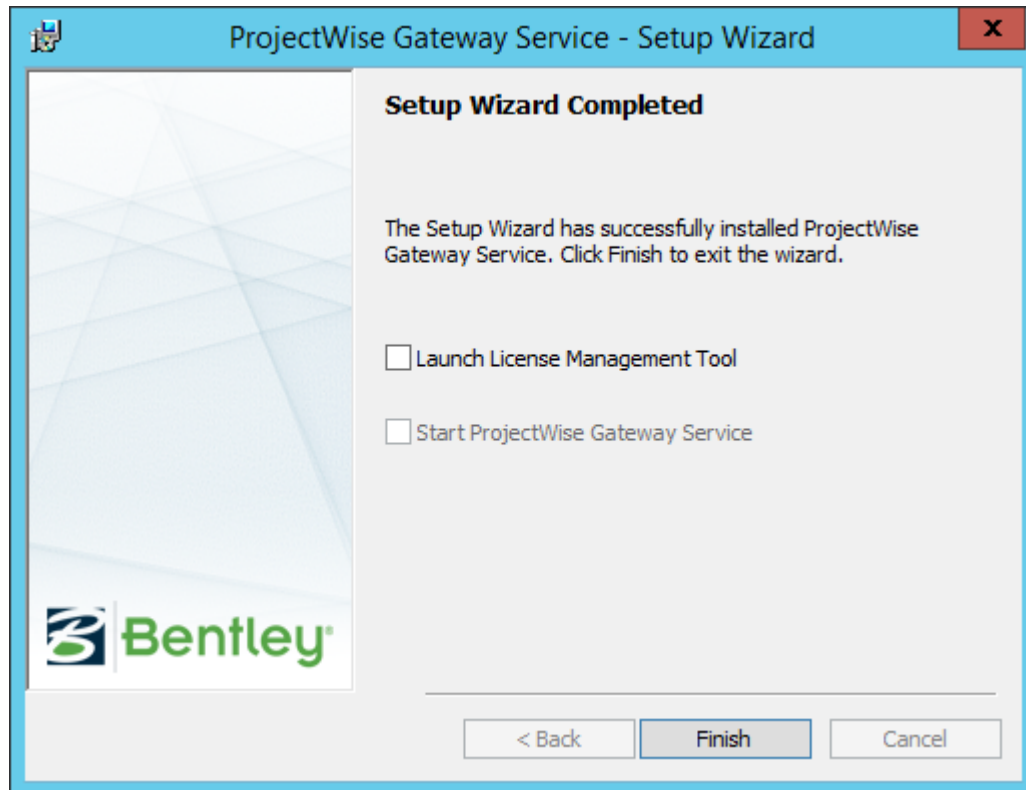 ProjectWise Gateway Service - Setup Wizard
x
Setup Wizard Completed
The Setup Wizard has successfully installed ProjectWise
Gateway Service. Click Finish to exit the wizard.
Launch License Management Tool
Start ProjectWise Gateway Service
B Bentley®
< Back Finish Cancel